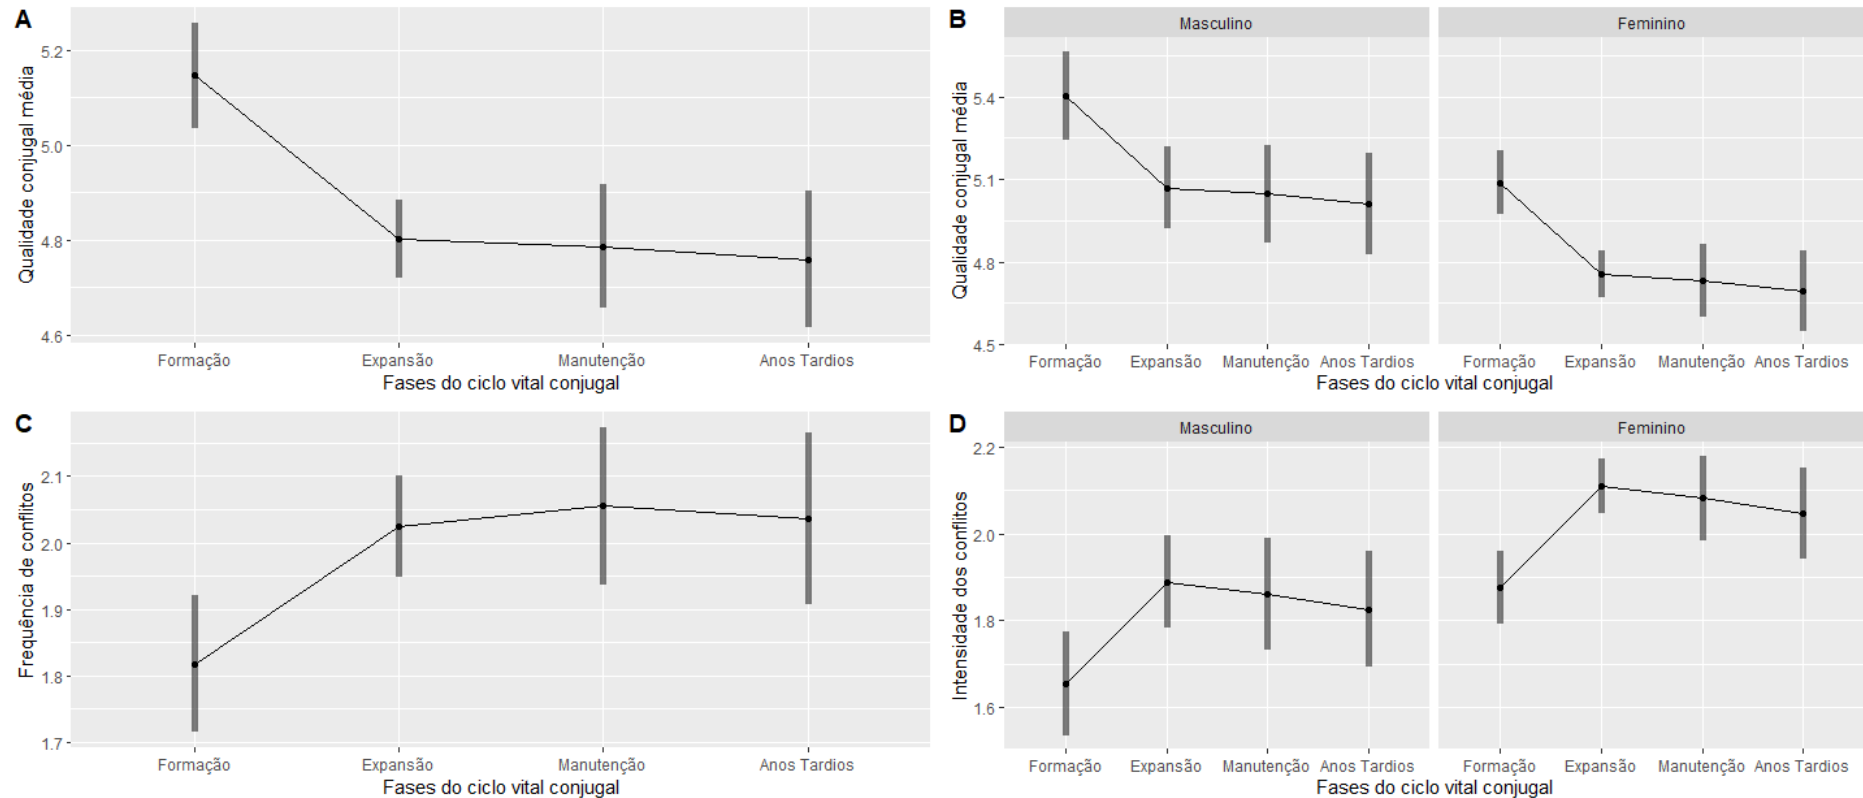 A
Qualidade conjugal média
5.2
5.0
4.8
4.6
Formação Expansão Manutenção Anos Tardios
Fases do ciclo vital conjugal
B
Masculino Feminino
Qualidade conjugal média
5.4
5.1
4.8
4.5
Formação Expansão Manutenção Anos Tardios Formação Expansão Manutenção Anos Tardios
Fases do ciclo vital conjugal
C
Frequência de conflitos
2.1
2.0
1.9
1.8
1.7
Formação Expansão Manutenção Anos Tardios
Fases do ciclo vital conjugal
D
Masculino Feminino
Intensidade dos conflitos
2.2
2.0
1.8
1.6
Formação Expansão Manutenção Anos Tardios Formação Expansão Manutenção Anos Tardios
Fases do ciclo vital conjugal